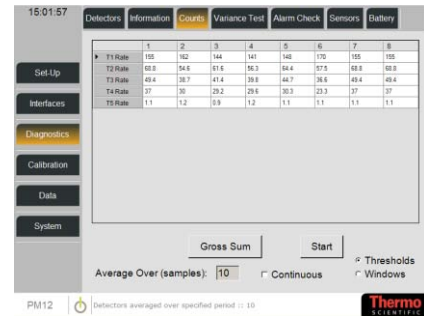 15:01:57
Detectors Information Counts Variance Test Alarm Check Sensors Battery
1 2 3 4 5 6 7 8
T1 Rate 155 162 144 141 148 170 155 155
T2 Rate 68.8 54.6 61.6 56.3 64.4 57.5 68.8 68.8
T3 Rate 49.4 38.7 41.4 39.8 44.7 36.6 49.4 49.4
T4 Rate 37 30 29.2 29.6 30.3 23.3 37 37
T5 Rate 1.1 1.2 0.9 1.2 1.1 1.1 1.1 1.1
Set-Up
Interfaces
Diagnostics
Calibration
Data
System
Gross Sum Start
Average Over (samples): 10 Continuous
Thresholds
Windows
PM12 Detectors averaged over specified period :: 10
Thermo
SCIENTIFIC